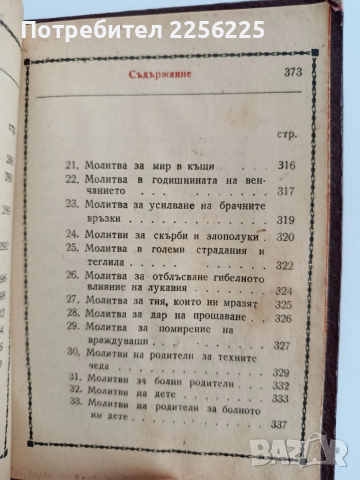 Потребител 2256225
Съдържание 373
стр.
21. Молитва за мир в къщи . . 316
22. Молитва в годишнината на вен-
чанието . . . . . . . . 317
23. Молитва за усилване на брачните
връзки . . . . . . . . 319
24. Молитви за скърби и злополуки . 320
25. Молитва в големи страдания и
теглила . . . . . . . . 322
26. Молитва за отблъсване гибелното
влияние на лукавия . . . . 324
27. Молитва за тия, които ни мразят 325
28. Молитва за дар на прощаване . 326
29. Молитва за помирение на
враждуващи . . . . . . 327
30. Молитви на родители за техните
чеда . . . . . . . . . 329
31. Молитви за болни родители . . 332
32. Молитви на дете . . . . . 333
33. Молитви на родители за болното
им дете . . . . . . . . 337
BAZAR
стр.
289
290